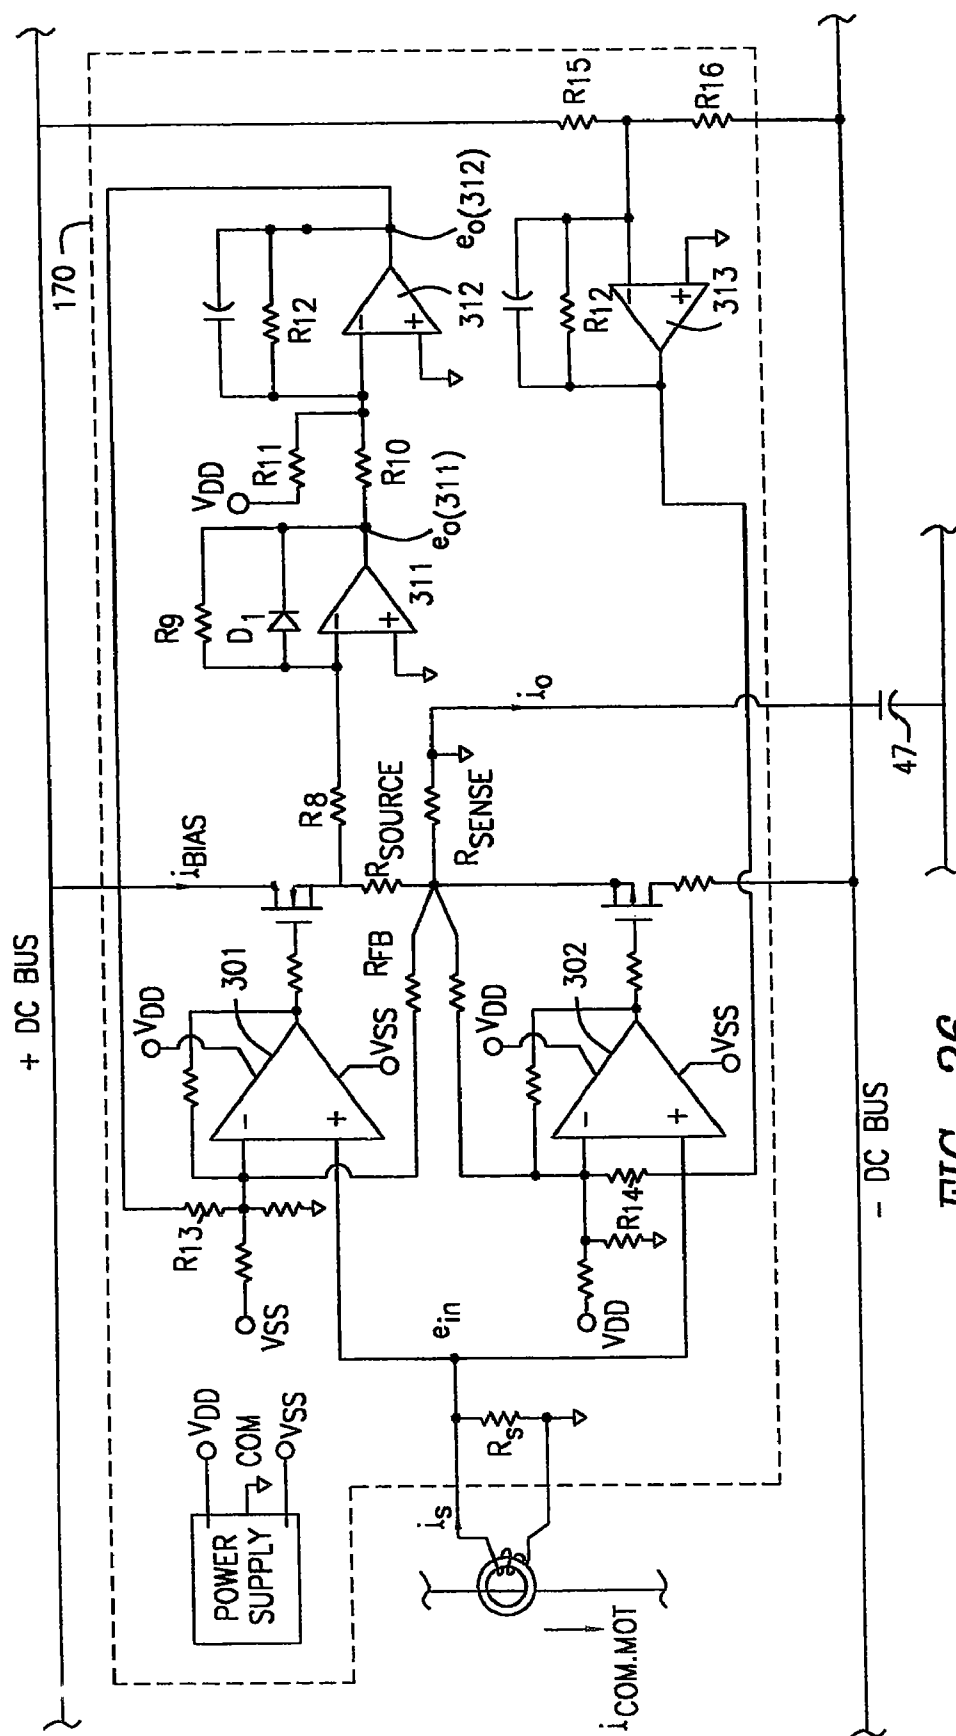 + DC BUS
170
POWER
SUPPLY
VDD
COM
VSS
iCOM.MOT
is
Rs
ein
VSS
R13
VDD
301
VSS
RFB
iBIAS
R8
RSOURCE
RSENSE
io
R9
D1
-
+
311
eo(311)
VDD
R11
R10
R12
-
+
312
eo(312)
R15
R16
R12
-
+
313
VDD
R14
VDD
302
VSS
-
+
-
+
47
- DC BUS
FIG. 26